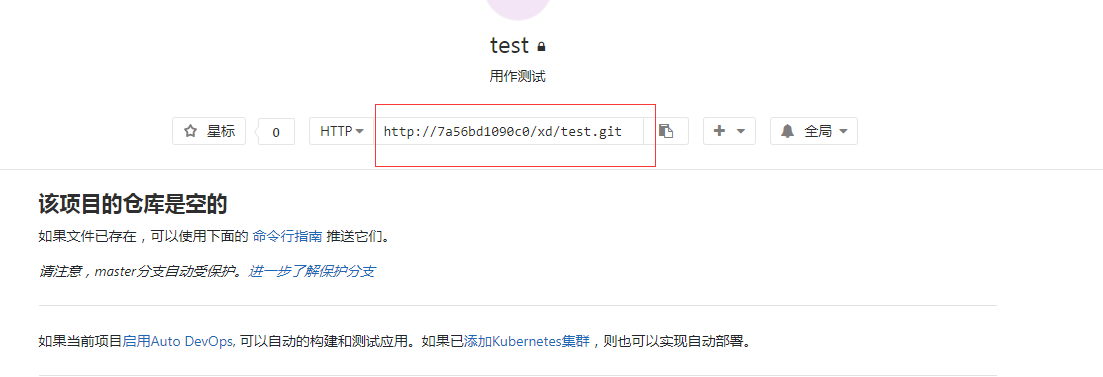 test
用作测试
星标 0 HTTP http://7a56bd1090c0/xd/test.git 全局
该项目的仓库是空的
如果文件已存在，可以使用下面的 命令行指南 推送它们。
请注意，master分支自动受保护。进一步了解保护分支
如果当前项目启用Auto DevOps, 可以自动的构建和测试应用。如果已添加Kubernetes集群，则也可以实现自动部署。